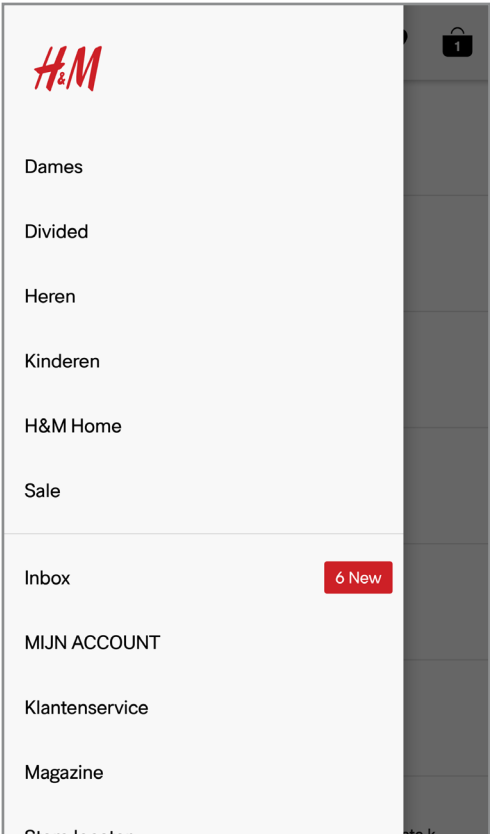 H&M
1
Dames
Divided
Heren
Kinderen
H&M Home
Sale
Inbox
6 New
MIJN ACCOUNT
Klantenservice
Magazine